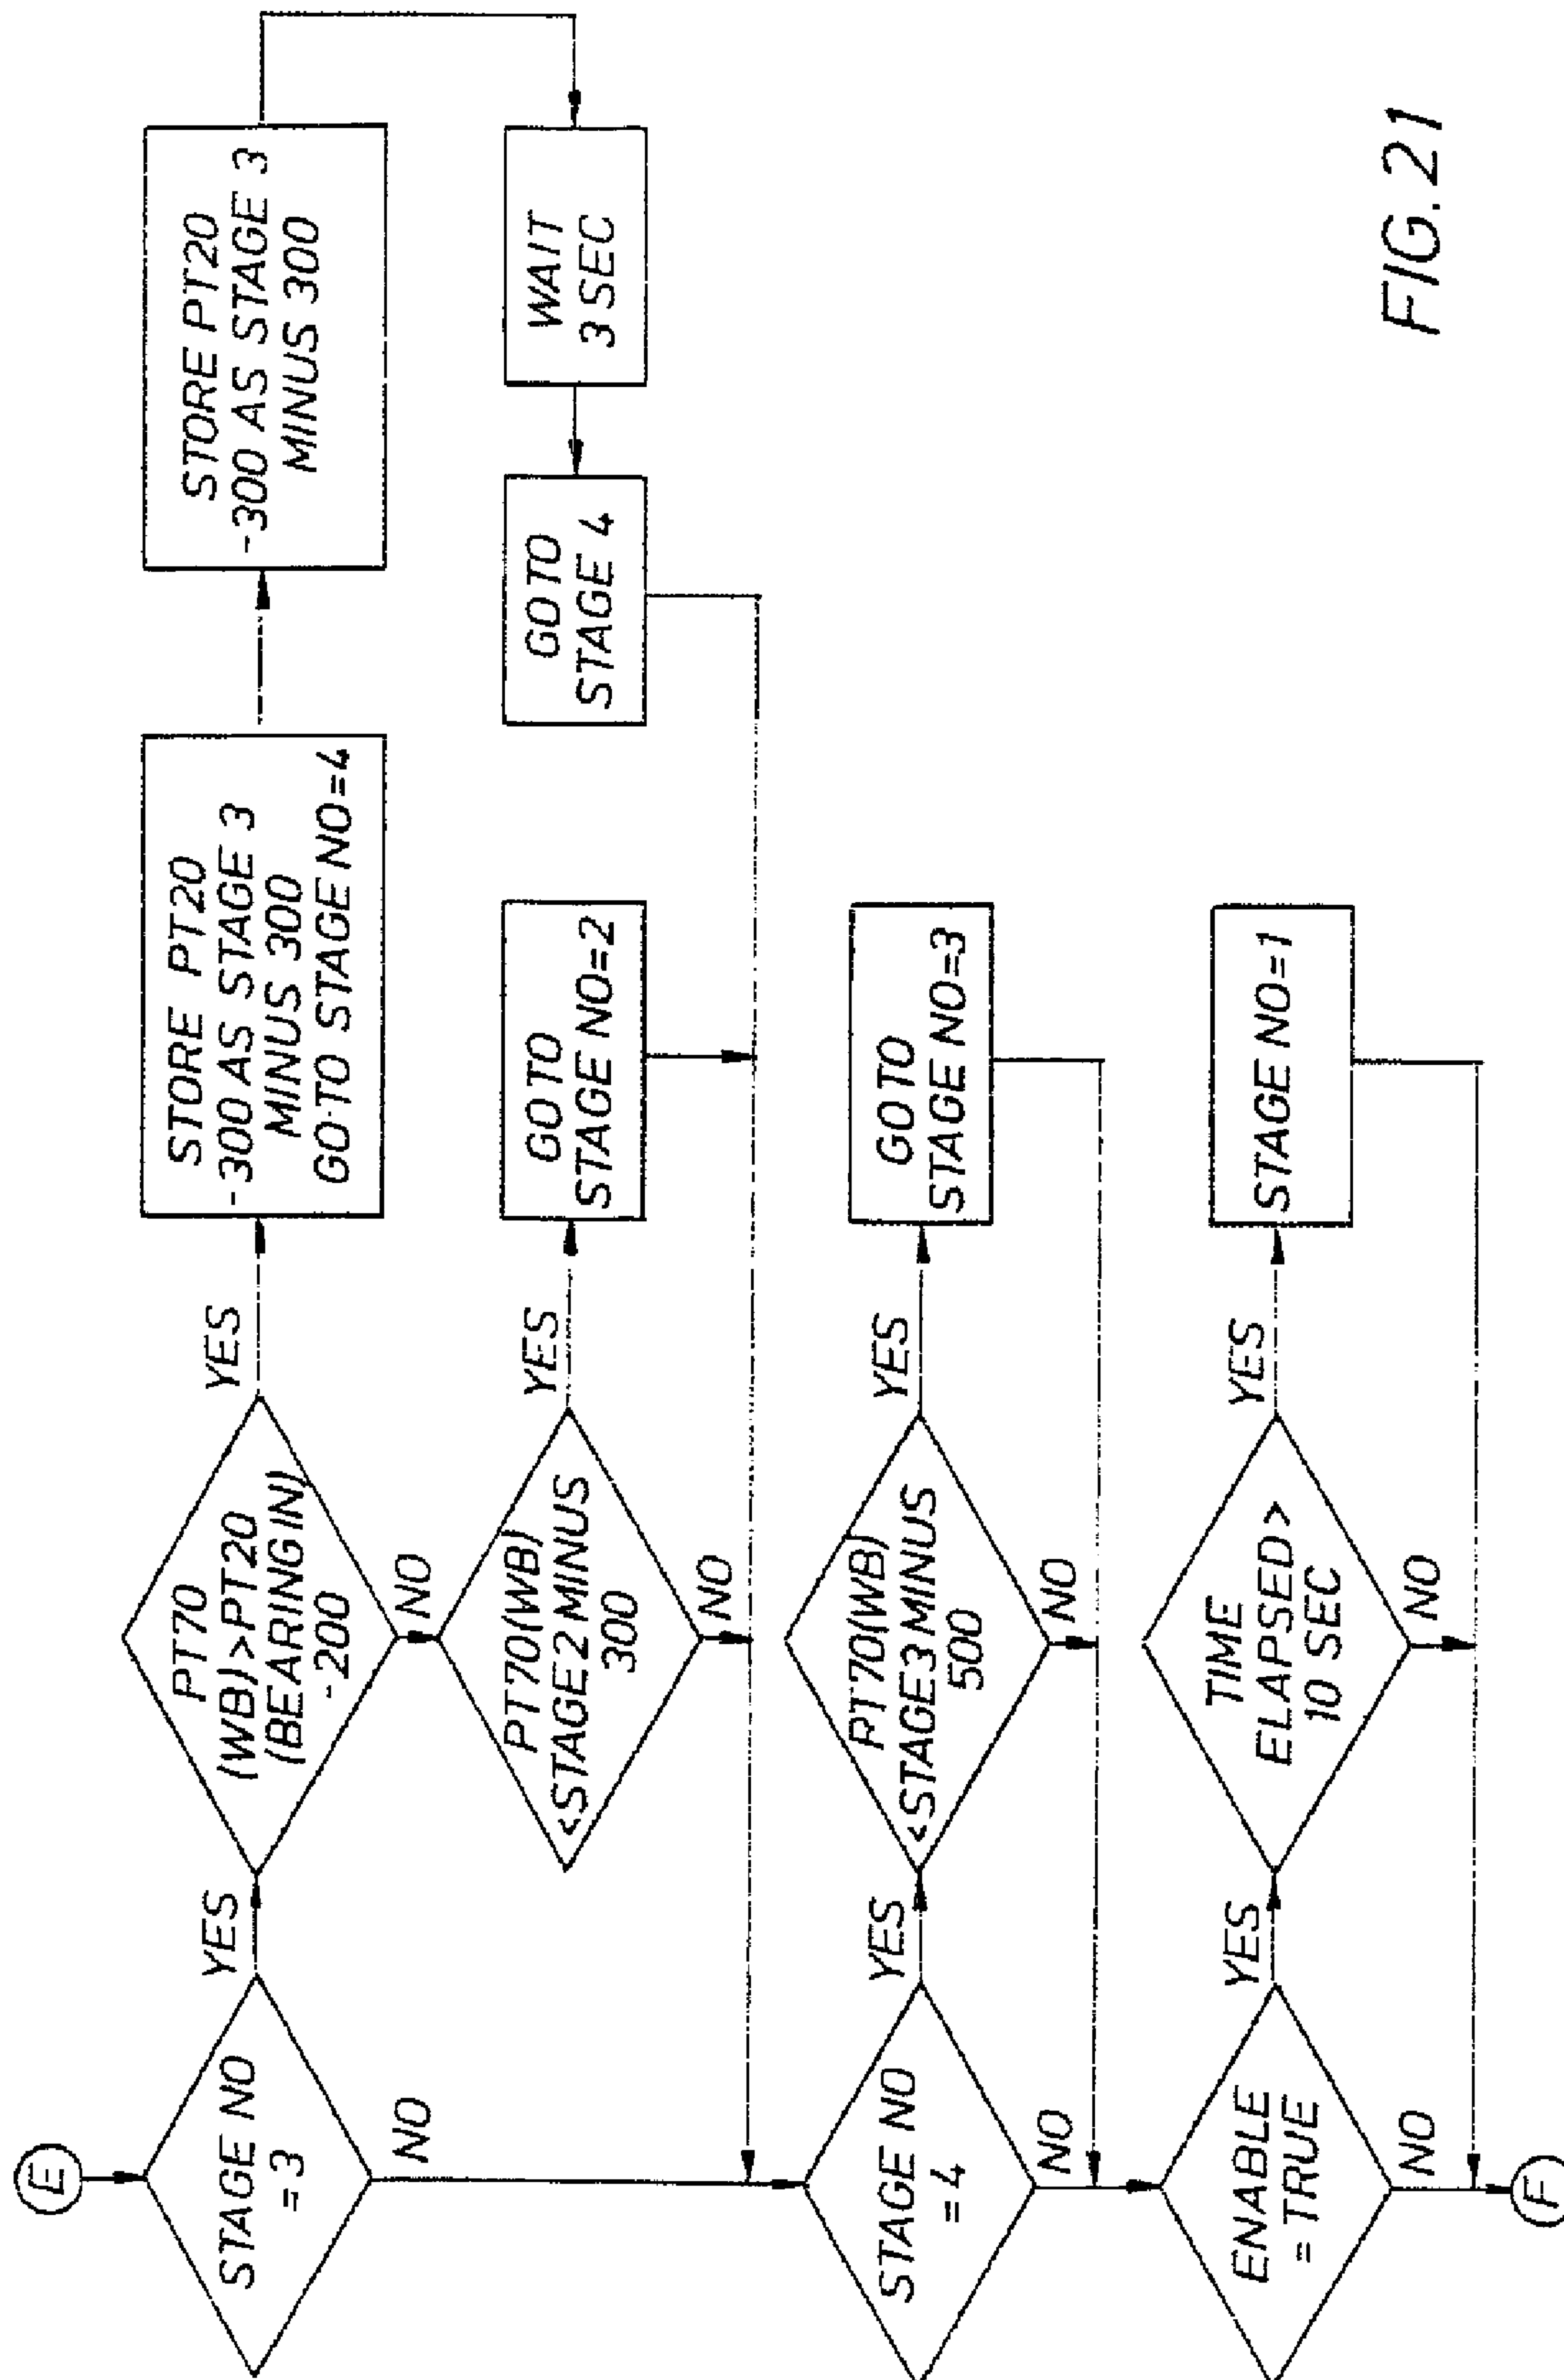 E
STAGE NO
= 3
YES
NO
PT70
(WB)>PT20
(BEARING IN)
-200
YES
NO
STORE PT20
-300 AS STAGE 3
MINUS 300
GO TO STAGE NO=4
STORE PT20
-300 AS STAGE 3
MINUS 300
WAIT
3 SEC
GO TO
STAGE 4
PT70(WB)
<STAGE 2 MINUS
300
YES
NO
GO TO
STAGE NO=2
STAGE NO
= 4
YES
NO
PT70(WB)
<STAGE3 MINUS
500
YES
NO
GO TO
STAGE NO=3
ENABLE
= TRUE
YES
NO
TIME
ELAPSED>
10 SEC
YES
NO
STAGE NO=1
F
FIG. 21